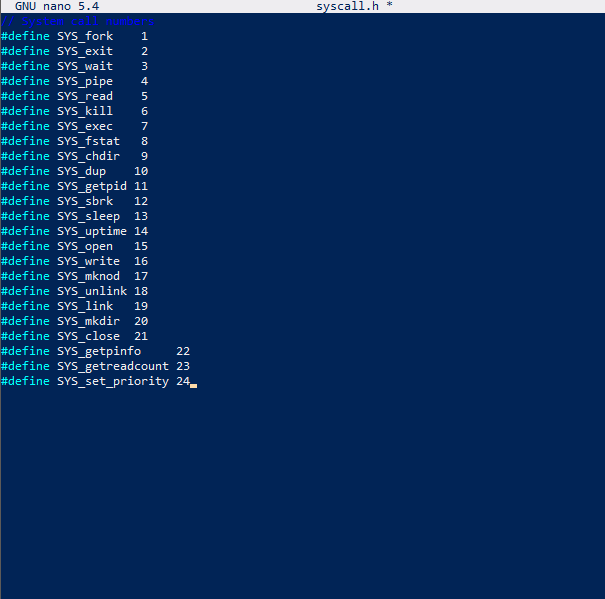 GNU nano 5.4 syscall.h *
// System call numbers
#define SYS_fork    1
#define SYS_exit    2
#define SYS_wait    3
#define SYS_pipe    4
#define SYS_read    5
#define SYS_kill    6
#define SYS_exec    7
#define SYS_fstat   8
#define SYS_chdir   9
#define SYS_dup    10
#define SYS_getpid 11
#define SYS_sbrk   12
#define SYS_sleep  13
#define SYS_uptime 14
#define SYS_open   15
#define SYS_write  16
#define SYS_mknod  17
#define SYS_unlink 18
#define SYS_link   19
#define SYS_mkdir  20
#define SYS_close  21
#define SYS_getpinfo     22
#define SYS_getreadcount 23
#define SYS_set_priority 24